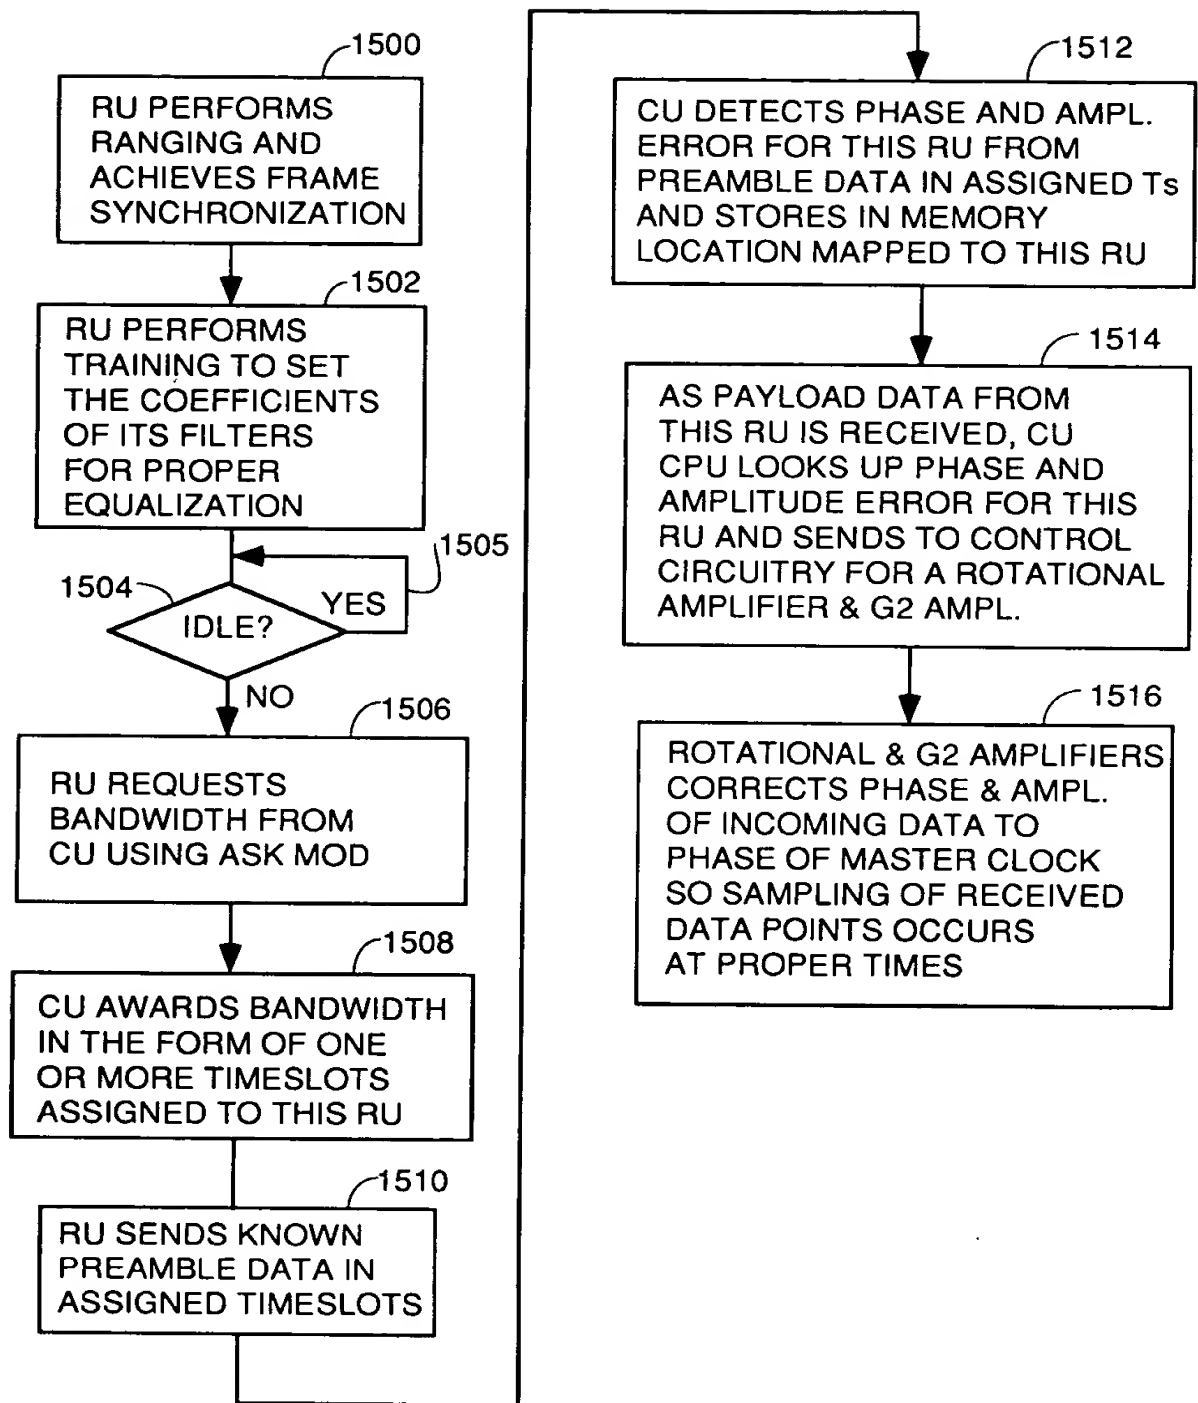 1500
RU PERFORMS
RANGING AND
ACHIEVES FRAME
SYNCHRONIZATION
1502
RU PERFORMS
TRAINING TO SET
THE COEFFICIENTS
OF ITS FILTERS
FOR PROPER
EQUALIZATION
1505
1504
YES
IDLE?
NO
1506
RU REQUESTS
BANDWIDTH FROM
CU USING ASK MOD
1508
CU AWARDS BANDWIDTH
IN THE FORM OF ONE
OR MORE TIMESLOTS
ASSIGNED TO THIS RU
1510
RU SENDS KNOWN
PREAMBLE DATA IN
ASSIGNED TIMESLOTS
1512
CU DETECTS PHASE AND AMPL.
ERROR FOR THIS RU FROM
PREAMBLE DATA IN ASSIGNED Ts
AND STORES IN MEMORY
LOCATION MAPPED TO THIS RU
1514
AS PAYLOAD DATA FROM
THIS RU IS RECEIVED, CU
CPU LOOKS UP PHASE AND
AMPLITUDE ERROR FOR THIS
RU AND SENDS TO CONTROL
CIRCUITRY FOR A ROTATIONAL
AMPLIFIER & G2 AMPL.
1516
ROTATIONAL & G2 AMPLIFIERS
CORRECTS PHASE & AMPL.
OF INCOMING DATA TO
PHASE OF MASTER CLOCK
SO SAMPLING OF RECEIVED
DATA POINTS OCCURS
AT PROPER TIMES